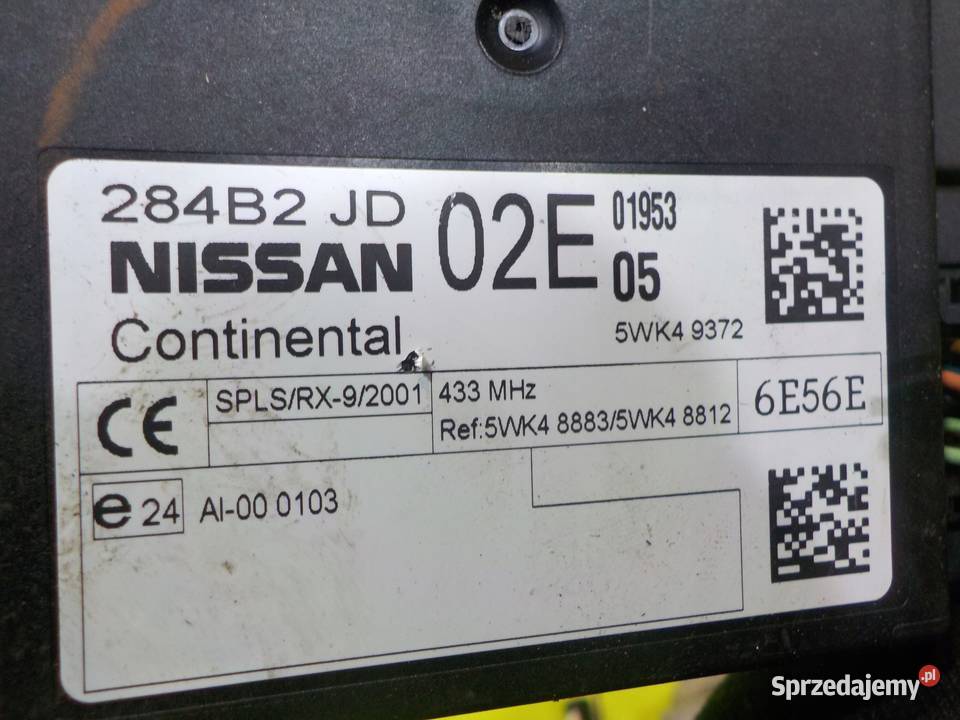 284B2 JD 02E 01953
NISSAN 05
Continental 5WK4 9372
CE SPLS/RX-9/2001 433 MHz 6E56E
Ref:5WK4 8883/5WK4 8812
e 24 AI-00 0103
Sprzedajemy.pl